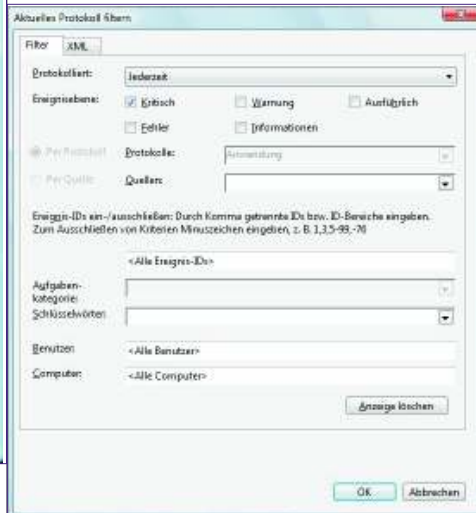 Aktuelles Protokoll filtern
Filter XML
Protokolliert: Jederzeit
Ereignisebene: Kritisch Warnung Ausführlich
Fehler Informationen
Per Protokoll Protokolle: Anwendung
Per Quelle Quellen:
Ereignis-IDs ein-/ausschließen: Durch Komma getrennte IDs bzw. ID-Bereiche eingeben.
Zum Ausschließen von Kriterien Minuszeichen eingeben, z. B. 1,3,5-99,-76
<Alle Ereignis-IDs>
Aufgaben-
kategorie:
Schlüsselwörter:
Benutzer: <Alle Benutzer>
Computer: <Alle Computer>
Anzeige löschen
OK Abbrechen